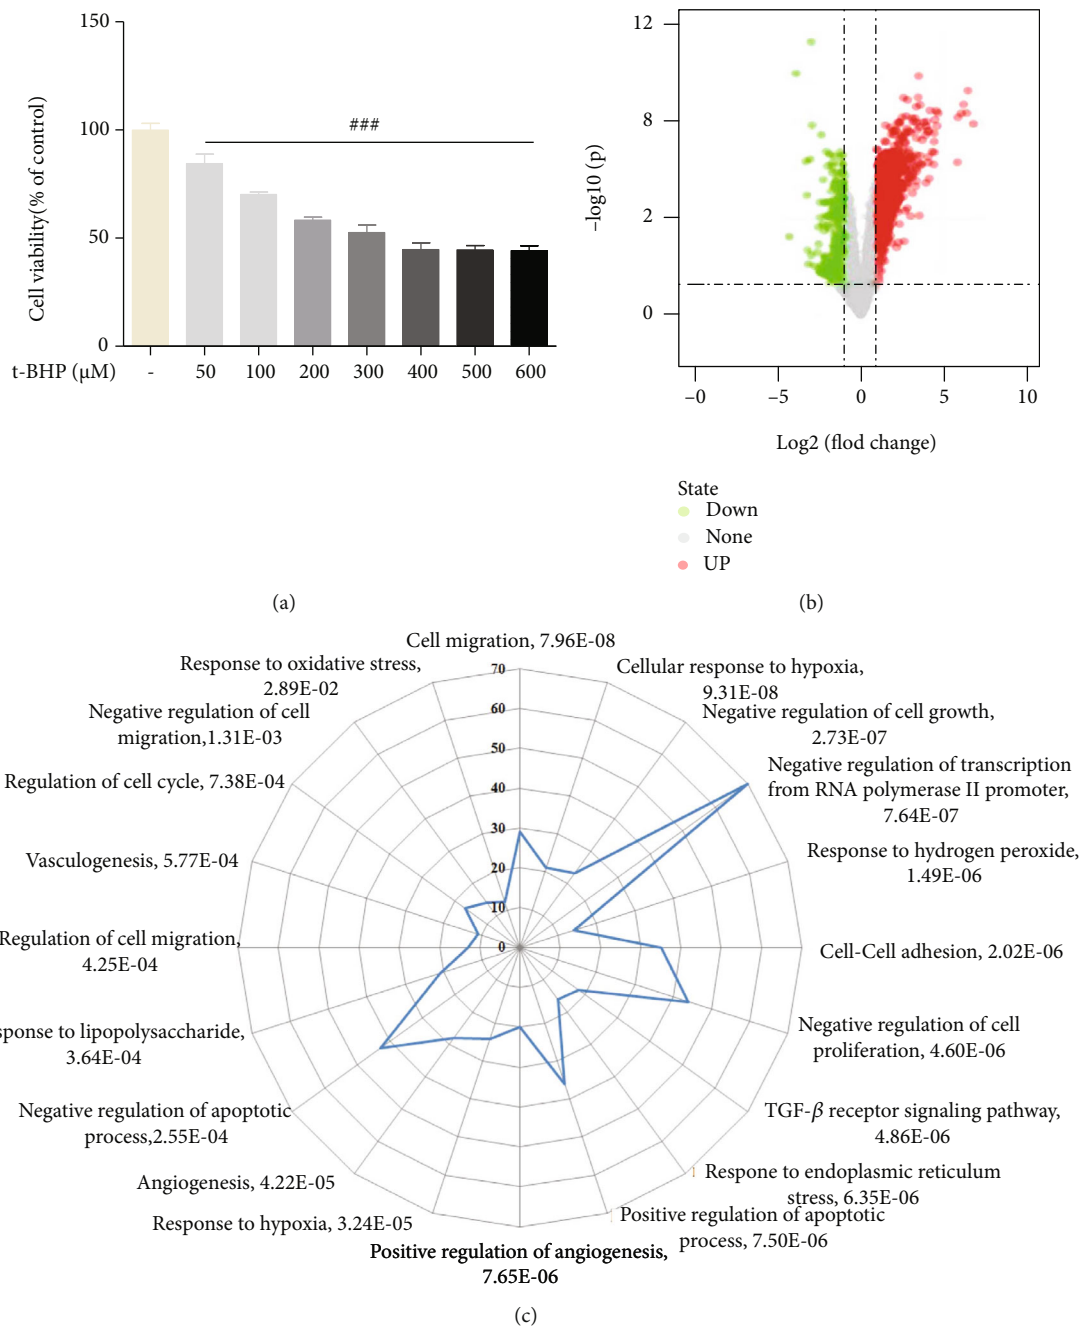 150
100
50
0
Cell viability(% of control)
###
t-BHP (μM)
- 50 100 200 300 400 500 600
12
8
2
0
–log10 (p)
–0 –5 0 5 10
Log2 (flod change)
State
Down
None
UP
(a)
(b)
Cell migration, 7.96E-08
Cellular response to hypoxia,
9.31E-08
Negative regulation of cell growth,
2.73E-07
Negative regulation of transcription
from RNA polymerase II promoter,
7.64E-07
Response to hydrogen peroxide,
1.49E-06
Cell-Cell adhesion, 2.02E-06
Negative regulation of cell
proliferation, 4.60E-06
TGF-β receptor signaling pathway,
4.86E-06
Respone to endoplasmic reticulum
stress, 6.35E-06
Positive regulation of apoptotic
process, 7.50E-06
Positive regulation of angiogenesis,
7.65E-06
Response to hypoxia, 3.24E-05
Angiogenesis, 4.22E-05
Negative regulation of apoptotic
process,2.55E-04
sponse to lipopolysaccharide,
3.64E-04
Regulation of cell migration,
4.25E-04
Vasculogenesis, 5.77E-04
Regulation of cell cycle, 7.38E-04
Negative regulation of cell
migration,1.31E-03
Response to oxidative stress,
2.89E-02
70
60
50
40
30
20
10
0
(c)